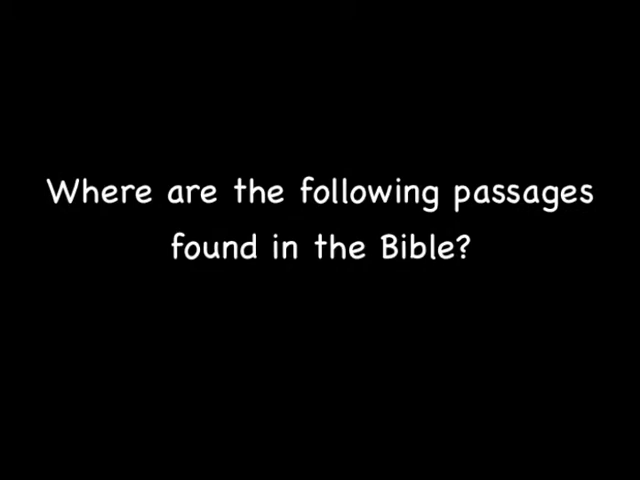 Where are the following passages
found in the Bible?